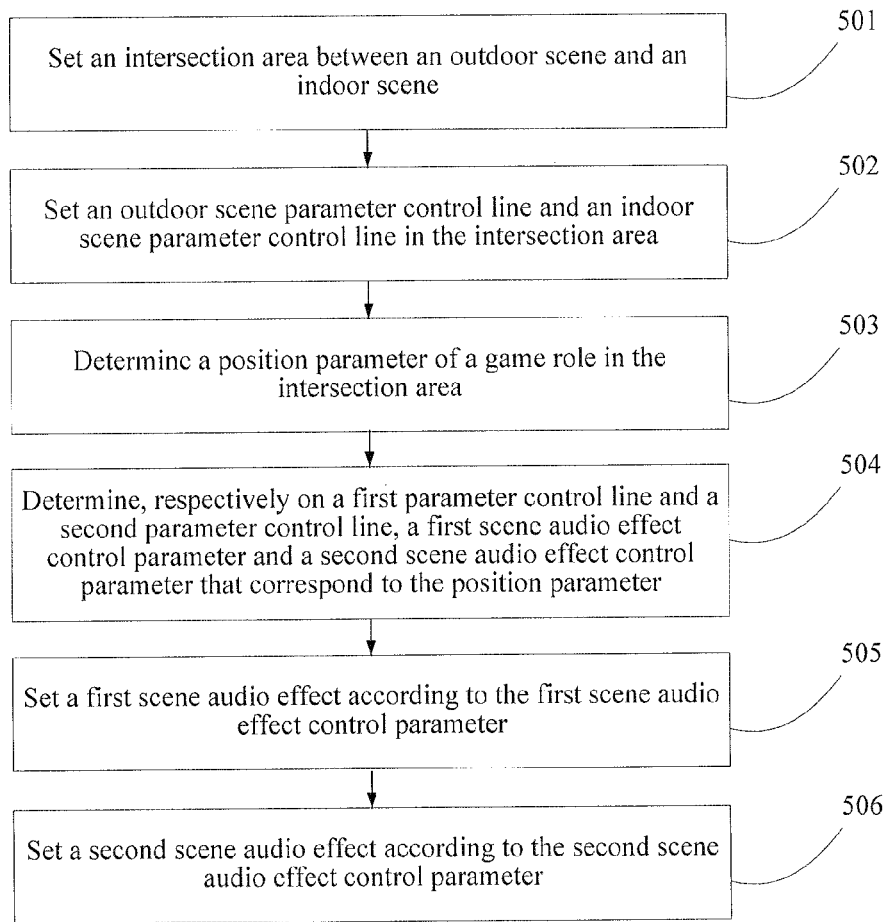 501
Set an intersection area between an outdoor scene and an
indoor scene
502
Set an outdoor scene parameter control line and an indoor
scene parameter control line in the intersection area
503
Determine a position parameter of a game role in the
intersection area
504
Determine, respectively on a first parameter control line and a
second parameter control line, a first scene audio effect
control parameter and a second scene audio effect control
parameter that correspond to the position parameter
505
Set a first scene audio effect according to the first scene audio
effect control parameter
506
Set a second scene audio effect according to the second scene
audio effect control parameter